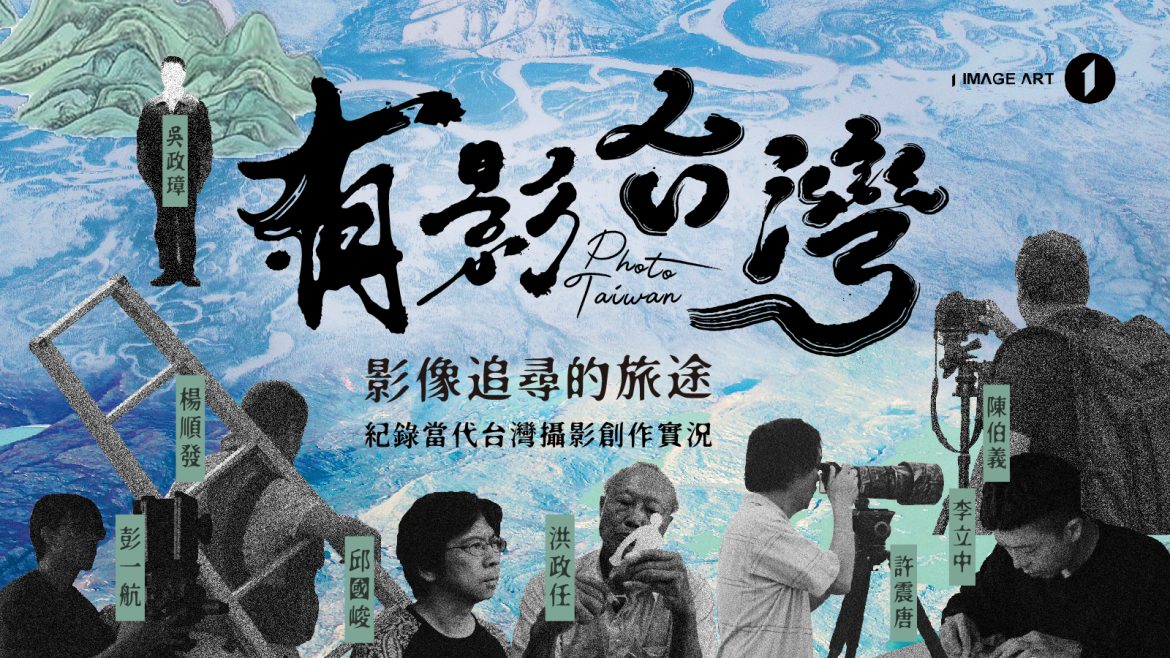 1 IMAGE ART
吳政璋
有影台灣
Photo
Taiwan
影像追尋的旅途
紀錄當代台灣攝影創作實況
楊順發
陳伯義
彭一航
邱國峻
洪政任
許震唐
李立中